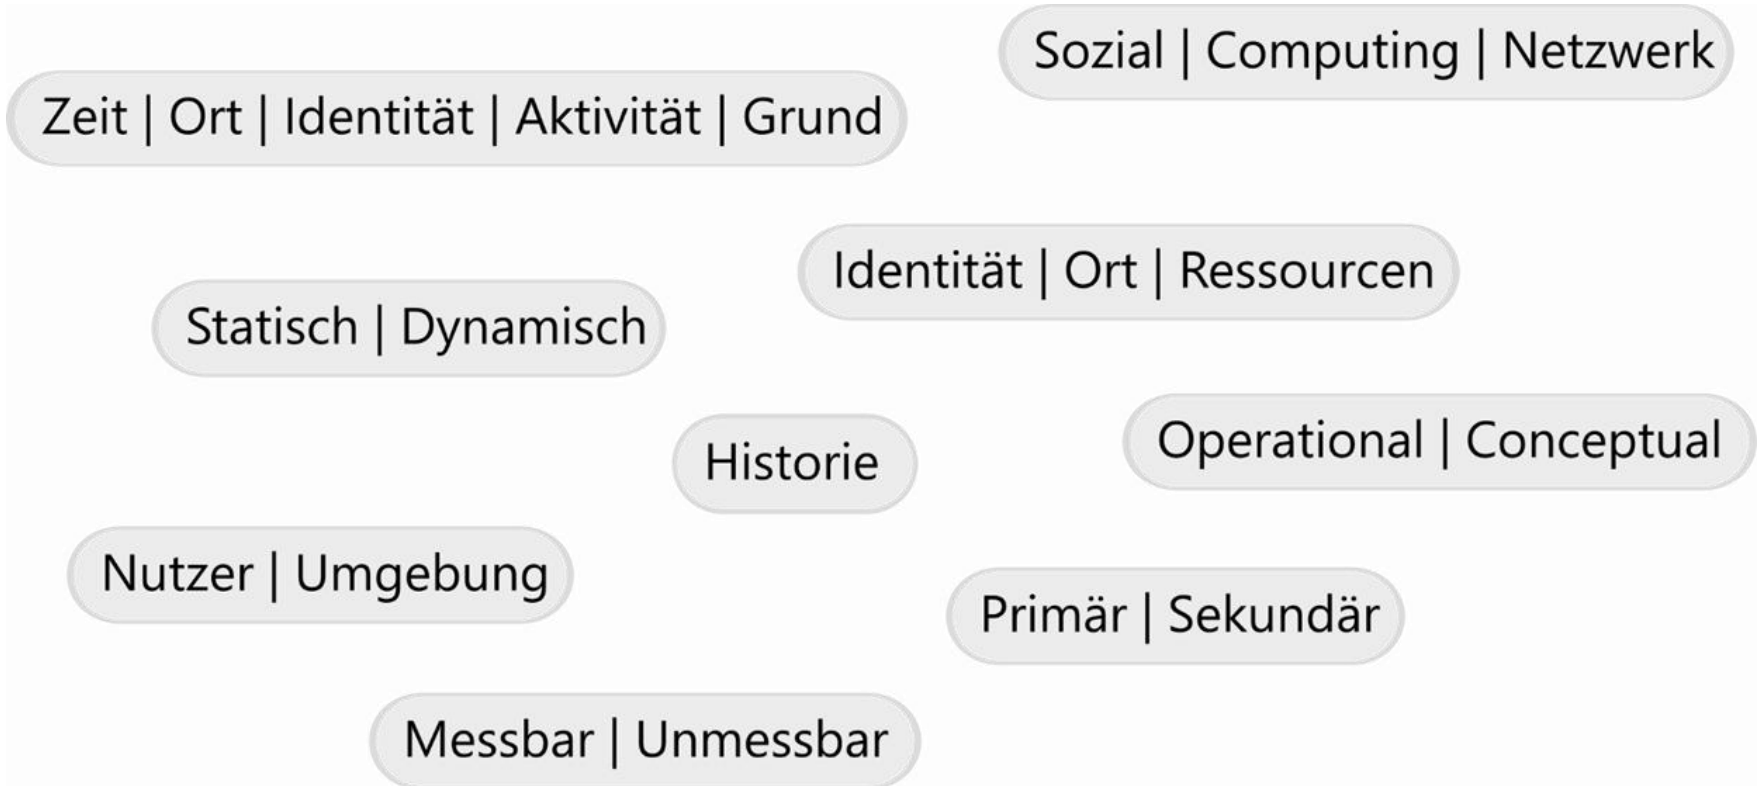 Sozial | Computing | Netzwerk
Zeit | Ort | Identität | Aktivität | Grund
Identität | Ort | Ressourcen
Statisch | Dynamisch
Operational | Conceptual
Historie
Nutzer | Umgebung
Primär | Sekundär
Messbar | Unmessbar